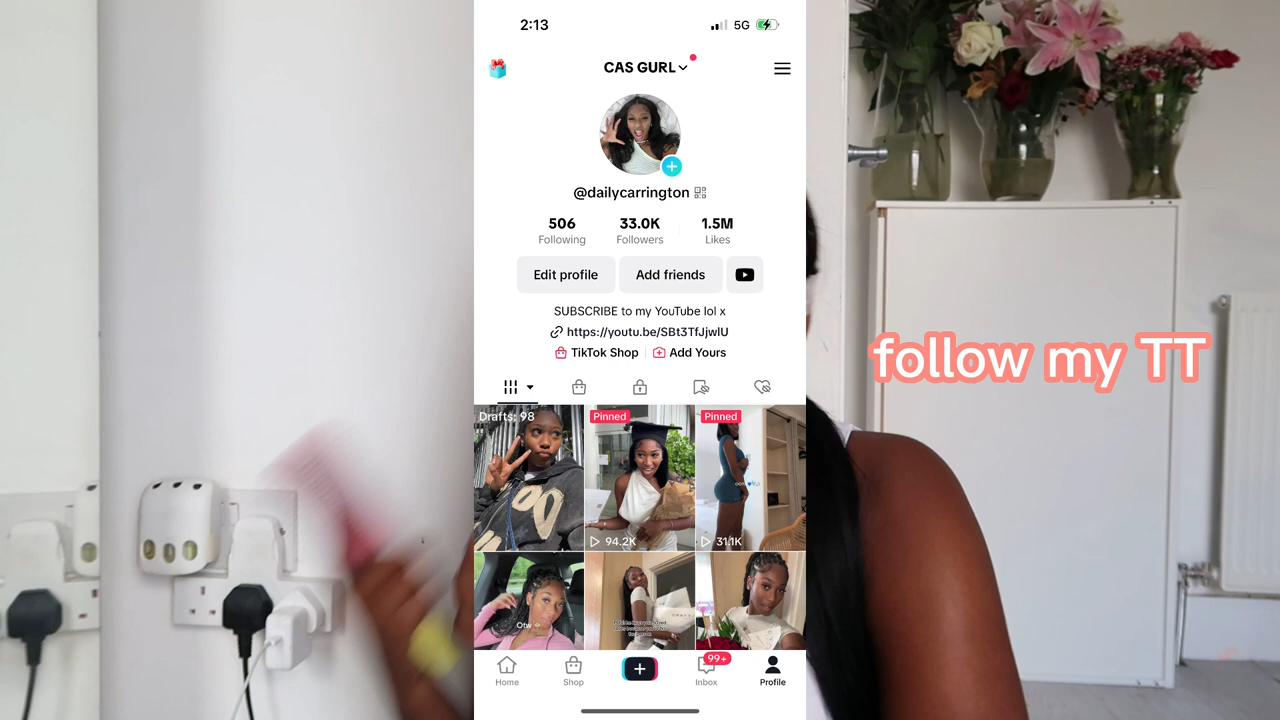 2:13
5G
CAS GURL
@dailycarrington
506
33.0K
1.5M
Following
Followers
Likes
Edit profile
Add friends
SUBSCRIBE to my YouTube lol x
https://youtu.be/SBt3TfJjwlU
TikTok Shop
Add Yours
Drafts: 98
Pinned
Pinned
94.2K
31.1K
Otw
Home
Shop
99+
Inbox
Profile
follow my TT